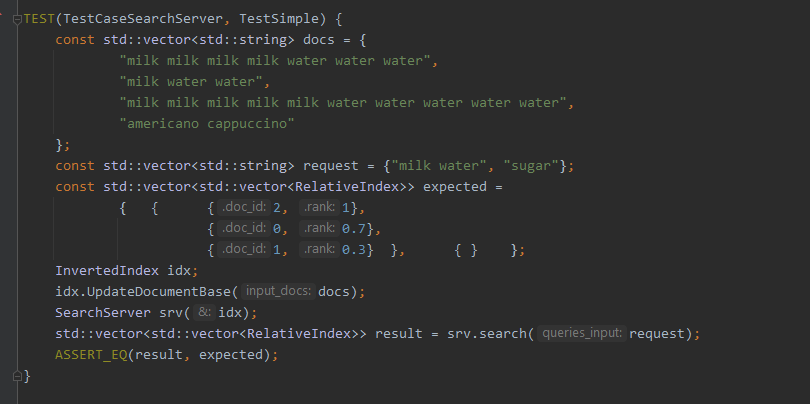 TEST(TestCaseSearchServer, TestSimple) {
    const std::vector<std::string> docs = {
            "milk milk milk milk water water water",
            "milk water water",
            "milk milk milk milk milk water water water water water",
            "americano cappuccino"
    };
    const std::vector<std::string> request = {"milk water", "sugar"};
    const std::vector<std::vector<RelativeIndex>> expected =
            {   {      {.doc_id: 2, .rank: 1},
                       {.doc_id: 0, .rank: 0.7},
                       {.doc_id: 1, .rank: 0.3}  },      { }    };
    InvertedIndex idx;
    idx.UpdateDocumentBase(input_docs: docs);
    SearchServer srv(&: idx);
    std::vector<std::vector<RelativeIndex>> result = srv.search(queries_input: request);
    ASSERT_EQ(result, expected);
}